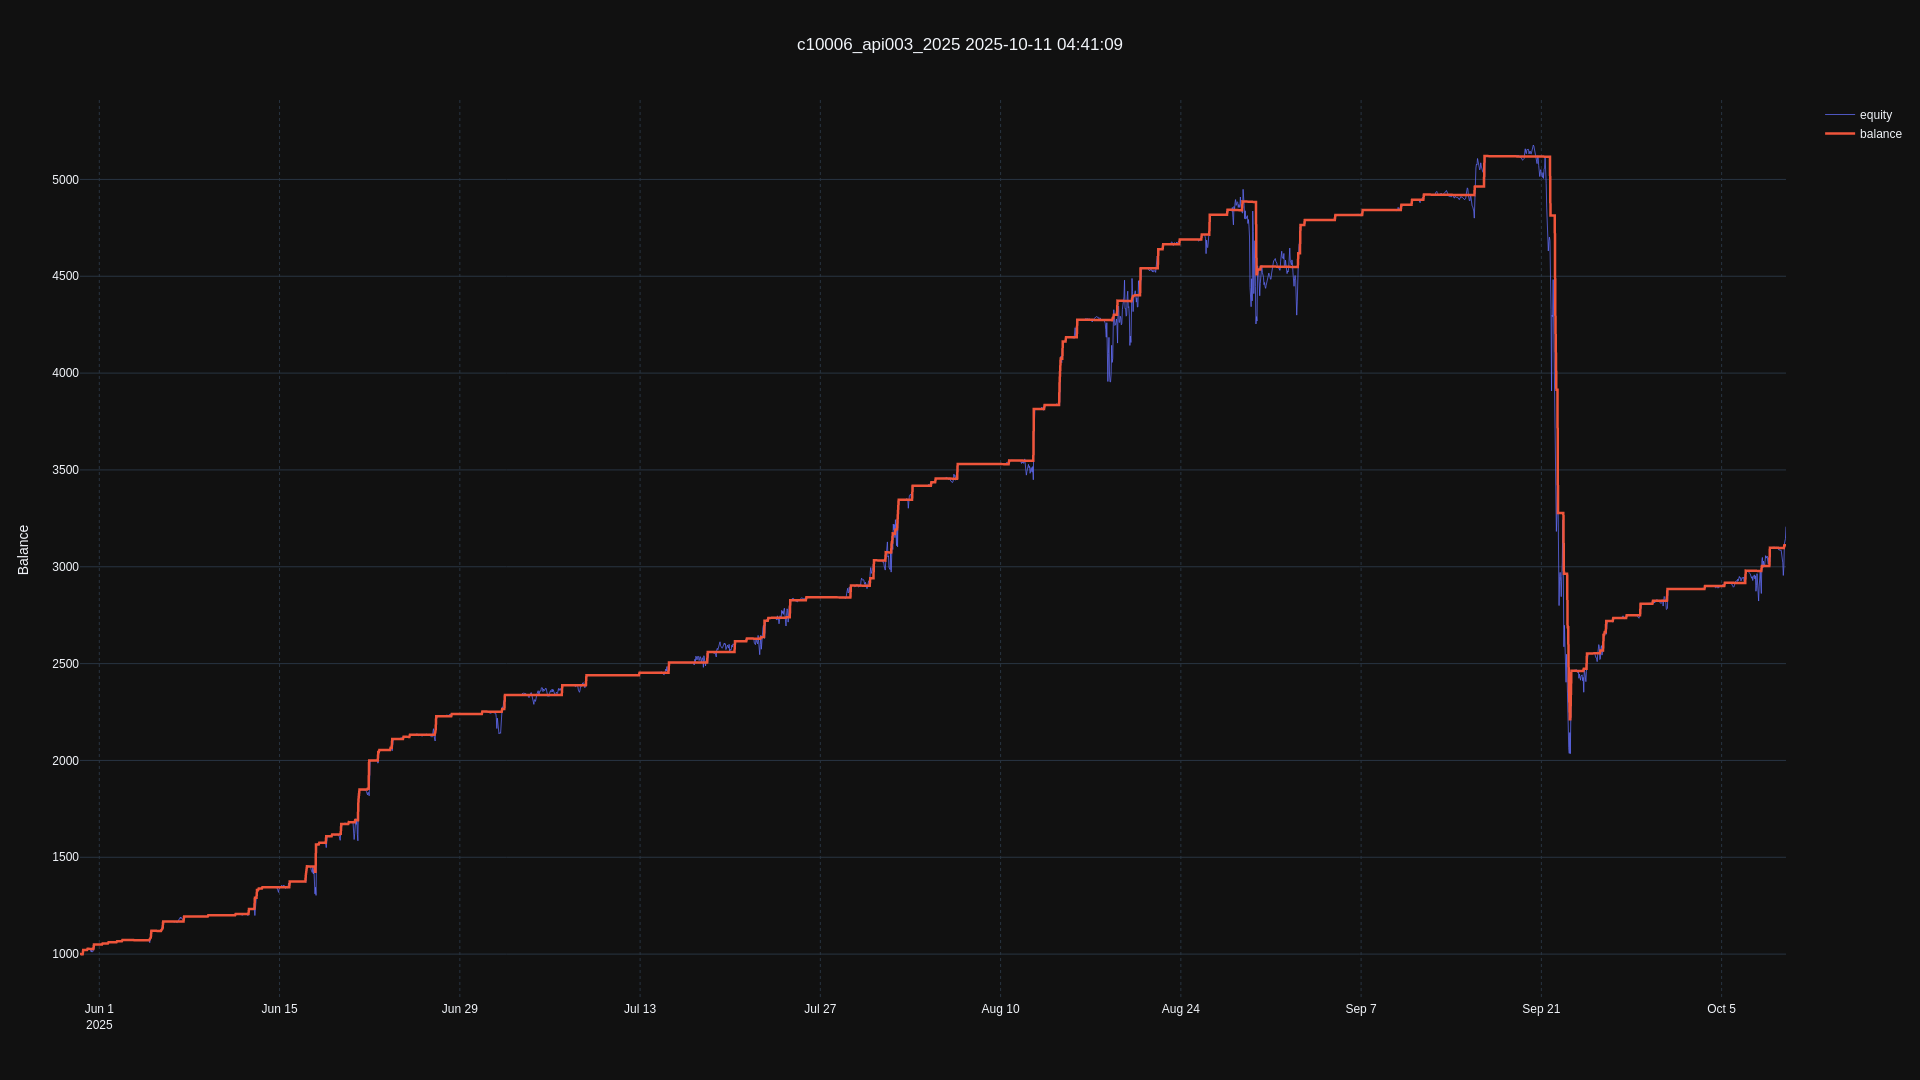 c10006_api003_2025 2025-10-11 04:41:09
equity
balance
Balance
5000
4500
4000
3500
3000
2500
2000
1500
1000
Jun 1
2025
Jun 15
Jun 29
Jul 13
Jul 27
Aug 10
Aug 24
Sep 7
Sep 21
Oct 5